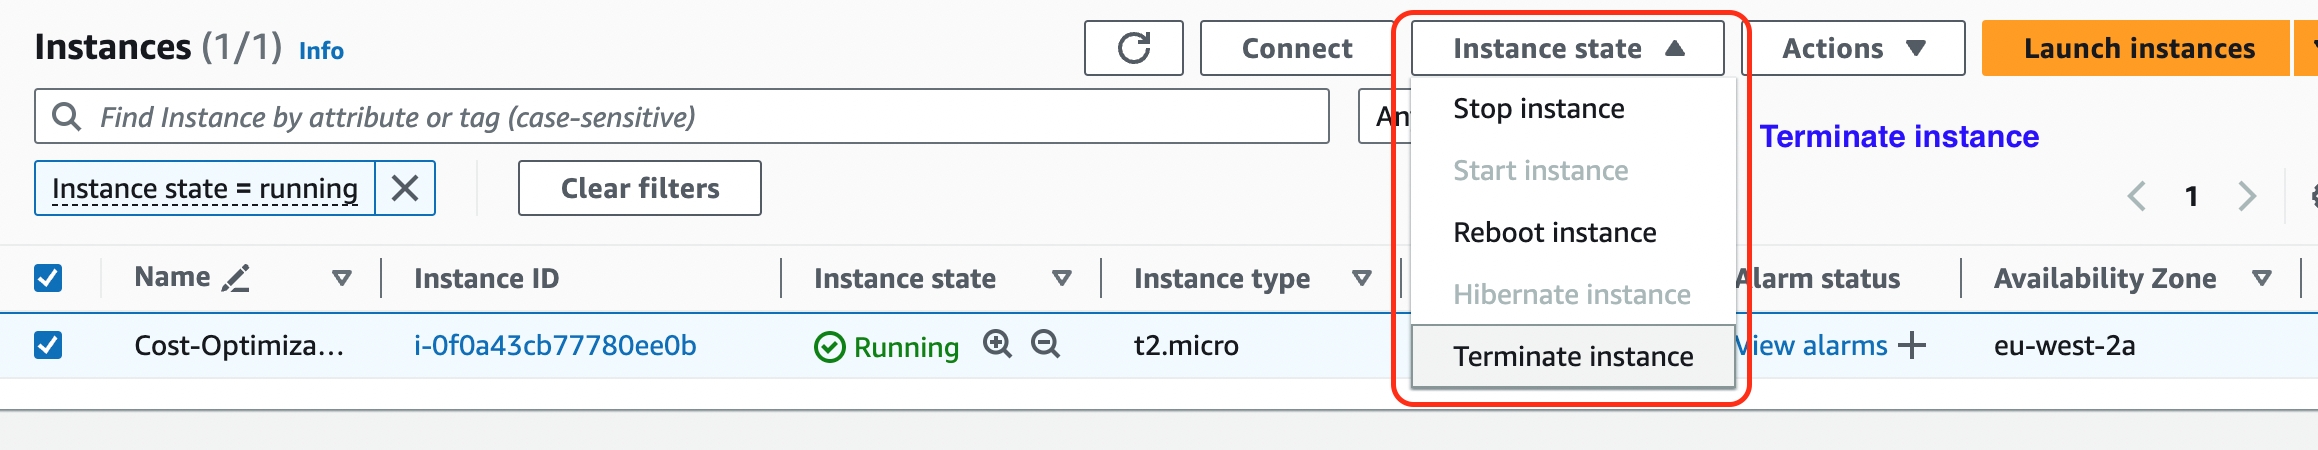 Instances (1/1) Info
Connect
Instance state
Actions
Launch instances
Find Instance by attribute or tag (case-sensitive)
Stop instance
Start instance
Reboot instance
Hibernate instance
Terminate instance
Terminate instance
Instance state = running
Clear filters
1
Name Instance ID Instance state Instance type Alarm status Availability Zone
Cost-Optimiza... i-0f0a43cb77780ee0b Running t2.micro View alarms + eu-west-2a